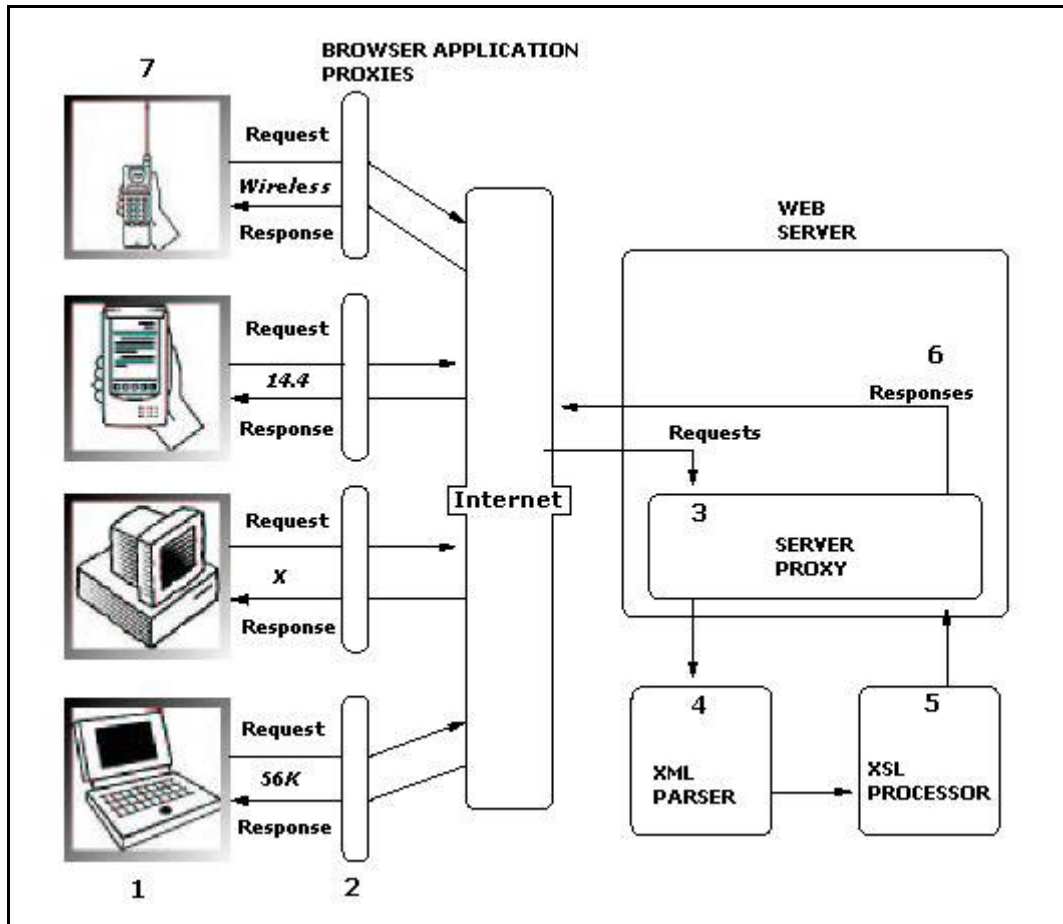 BROWSER APPLICATION
PROXIES
7
Request
Wireless
Response
Request
14.4
Response
Request
X
Response
Request
56K
Response
1
2
Internet
WEB
SERVER
6
Responses
Requests
3
SERVER
PROXY
4
XML
PARSER
5
XSL
PROCESSOR